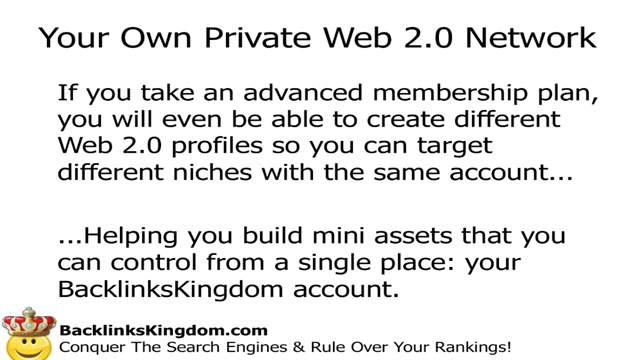 Your Own Private Web 2.0 Network
If you take an advanced membership plan,
you will even be able to create different
Web 2.0 profiles so you can target
different niches with the same account...
...Helping you build mini assets that you
can control from a single place: your
BacklinksKingdom account.
BacklinksKingdom.com
Conquer The Search Engines & Rule Over Your Rankings!